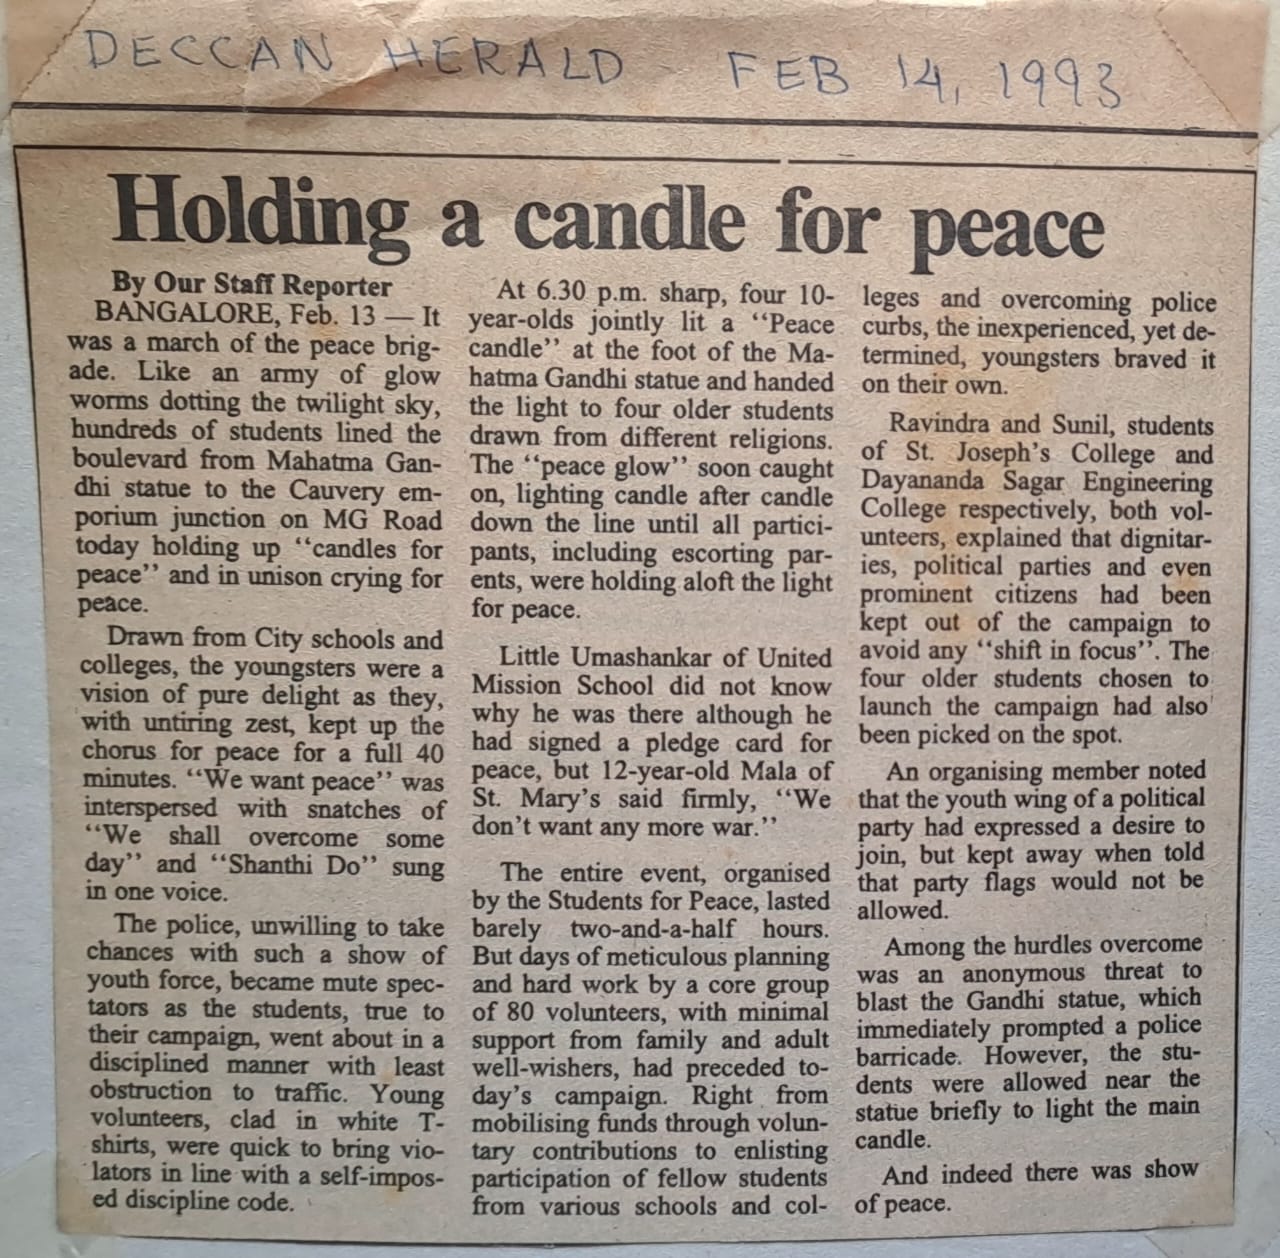 DECCAN HERALD FEB 14, 1993
Holding a candle for peace
By Our Staff Reporter
BANGALORE, Feb. 13 — It
was a march of the peace brig-
ade. Like an army of glow
worms dotting the twilight sky,
hundreds of students lined the
boulevard from Mahatma Gan-
dhi statue to the Cauvery em-
porium junction on MG Road
today holding up ‘‘candles for
peace’’ and in unison crying for
peace.
Drawn from City schools and
colleges, the youngsters were a
vision of pure delight as they,
with untiring zest, kept up the
chorus for peace for a full 40
minutes. ‘‘We want peace’’ was
interspersed with snatches of
‘‘We shall overcome some
day’’ and ‘‘Shanthi Do’’ sung
in one voice.
The police, unwilling to take
chances with such a show of
youth force, became mute spec-
tators as the students, true to
their campaign, went about in a
disciplined manner with least
obstruction to traffic. Young
volunteers, clad in white T-
shirts, were quick to bring vio-
lators in line with a self-impos-
ed discipline code.
At 6.30 p.m. sharp, four 10-
year-olds jointly lit a ‘‘Peace
candle’’ at the foot of the Ma-
hatma Gandhi statue and handed
the light to four older students
drawn from different religions.
The ‘‘peace glow’’ soon caught
on, lighting candle after candle
down the line until all partici-
pants, including escorting par-
ents, were holding aloft the light
for peace.
Little Umashankar of United
Mission School did not know
why he was there although he
had signed a pledge card for
peace, but 12-year-old Mala of
St. Mary’s said firmly, ‘‘We
don’t want any more war.’’
The entire event, organised
by the Students for Peace, lasted
barely two-and-a-half hours.
But days of meticulous planning
and hard work by a core group
of 80 volunteers, with minimal
support from family and adult
well-wishers, had preceded to-
day’s campaign. Right from
mobilising funds through volun-
tary contributions to enlisting
participation of fellow students
from various schools and col-
leges and overcoming police
curbs, the inexperienced, yet de-
termined, youngsters braved it
on their own.
Ravindra and Sunil, students
of St. Joseph’s College and
Dayananda Sagar Engineering
College respectively, both vol-
unteers, explained that dignitar-
ies, political parties and even
prominent citizens had been
kept out of the campaign to
avoid any ‘‘shift in focus’’. The
four older students chosen to
launch the campaign had also
been picked on the spot.
An organising member noted
that the youth wing of a political
party had expressed a desire to
join, but kept away when told
that party flags would not be
allowed.
Among the hurdles overcome
was an anonymous threat to
blast the Gandhi statue, which
immediately prompted a police
barricade. However, the stu-
dents were allowed near the
statue briefly to light the main
candle.
And indeed there was show
of peace.